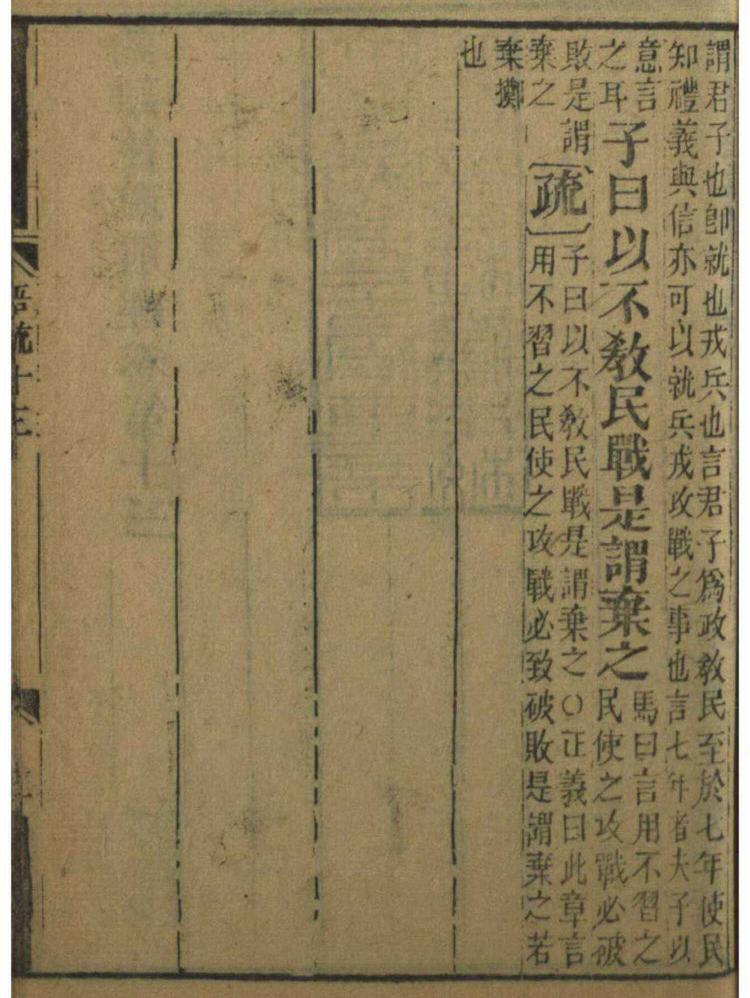 謂君子也卽就也戎兵也言君子爲政敎民至於七年使民
知禮義與信亦可以就兵戎攻戰之事也言七年者夫子以
意言
之耳
子曰以不敎民戰是謂棄之
馬曰言用不習之
民使之攻戰必破
敗是謂
棄之
〔疏〕
子曰以不敎民戰是謂棄之○正義曰此章言
用不習之民使之攻戰必致破敗是謂棄之若
棄擲
也
語疏十三